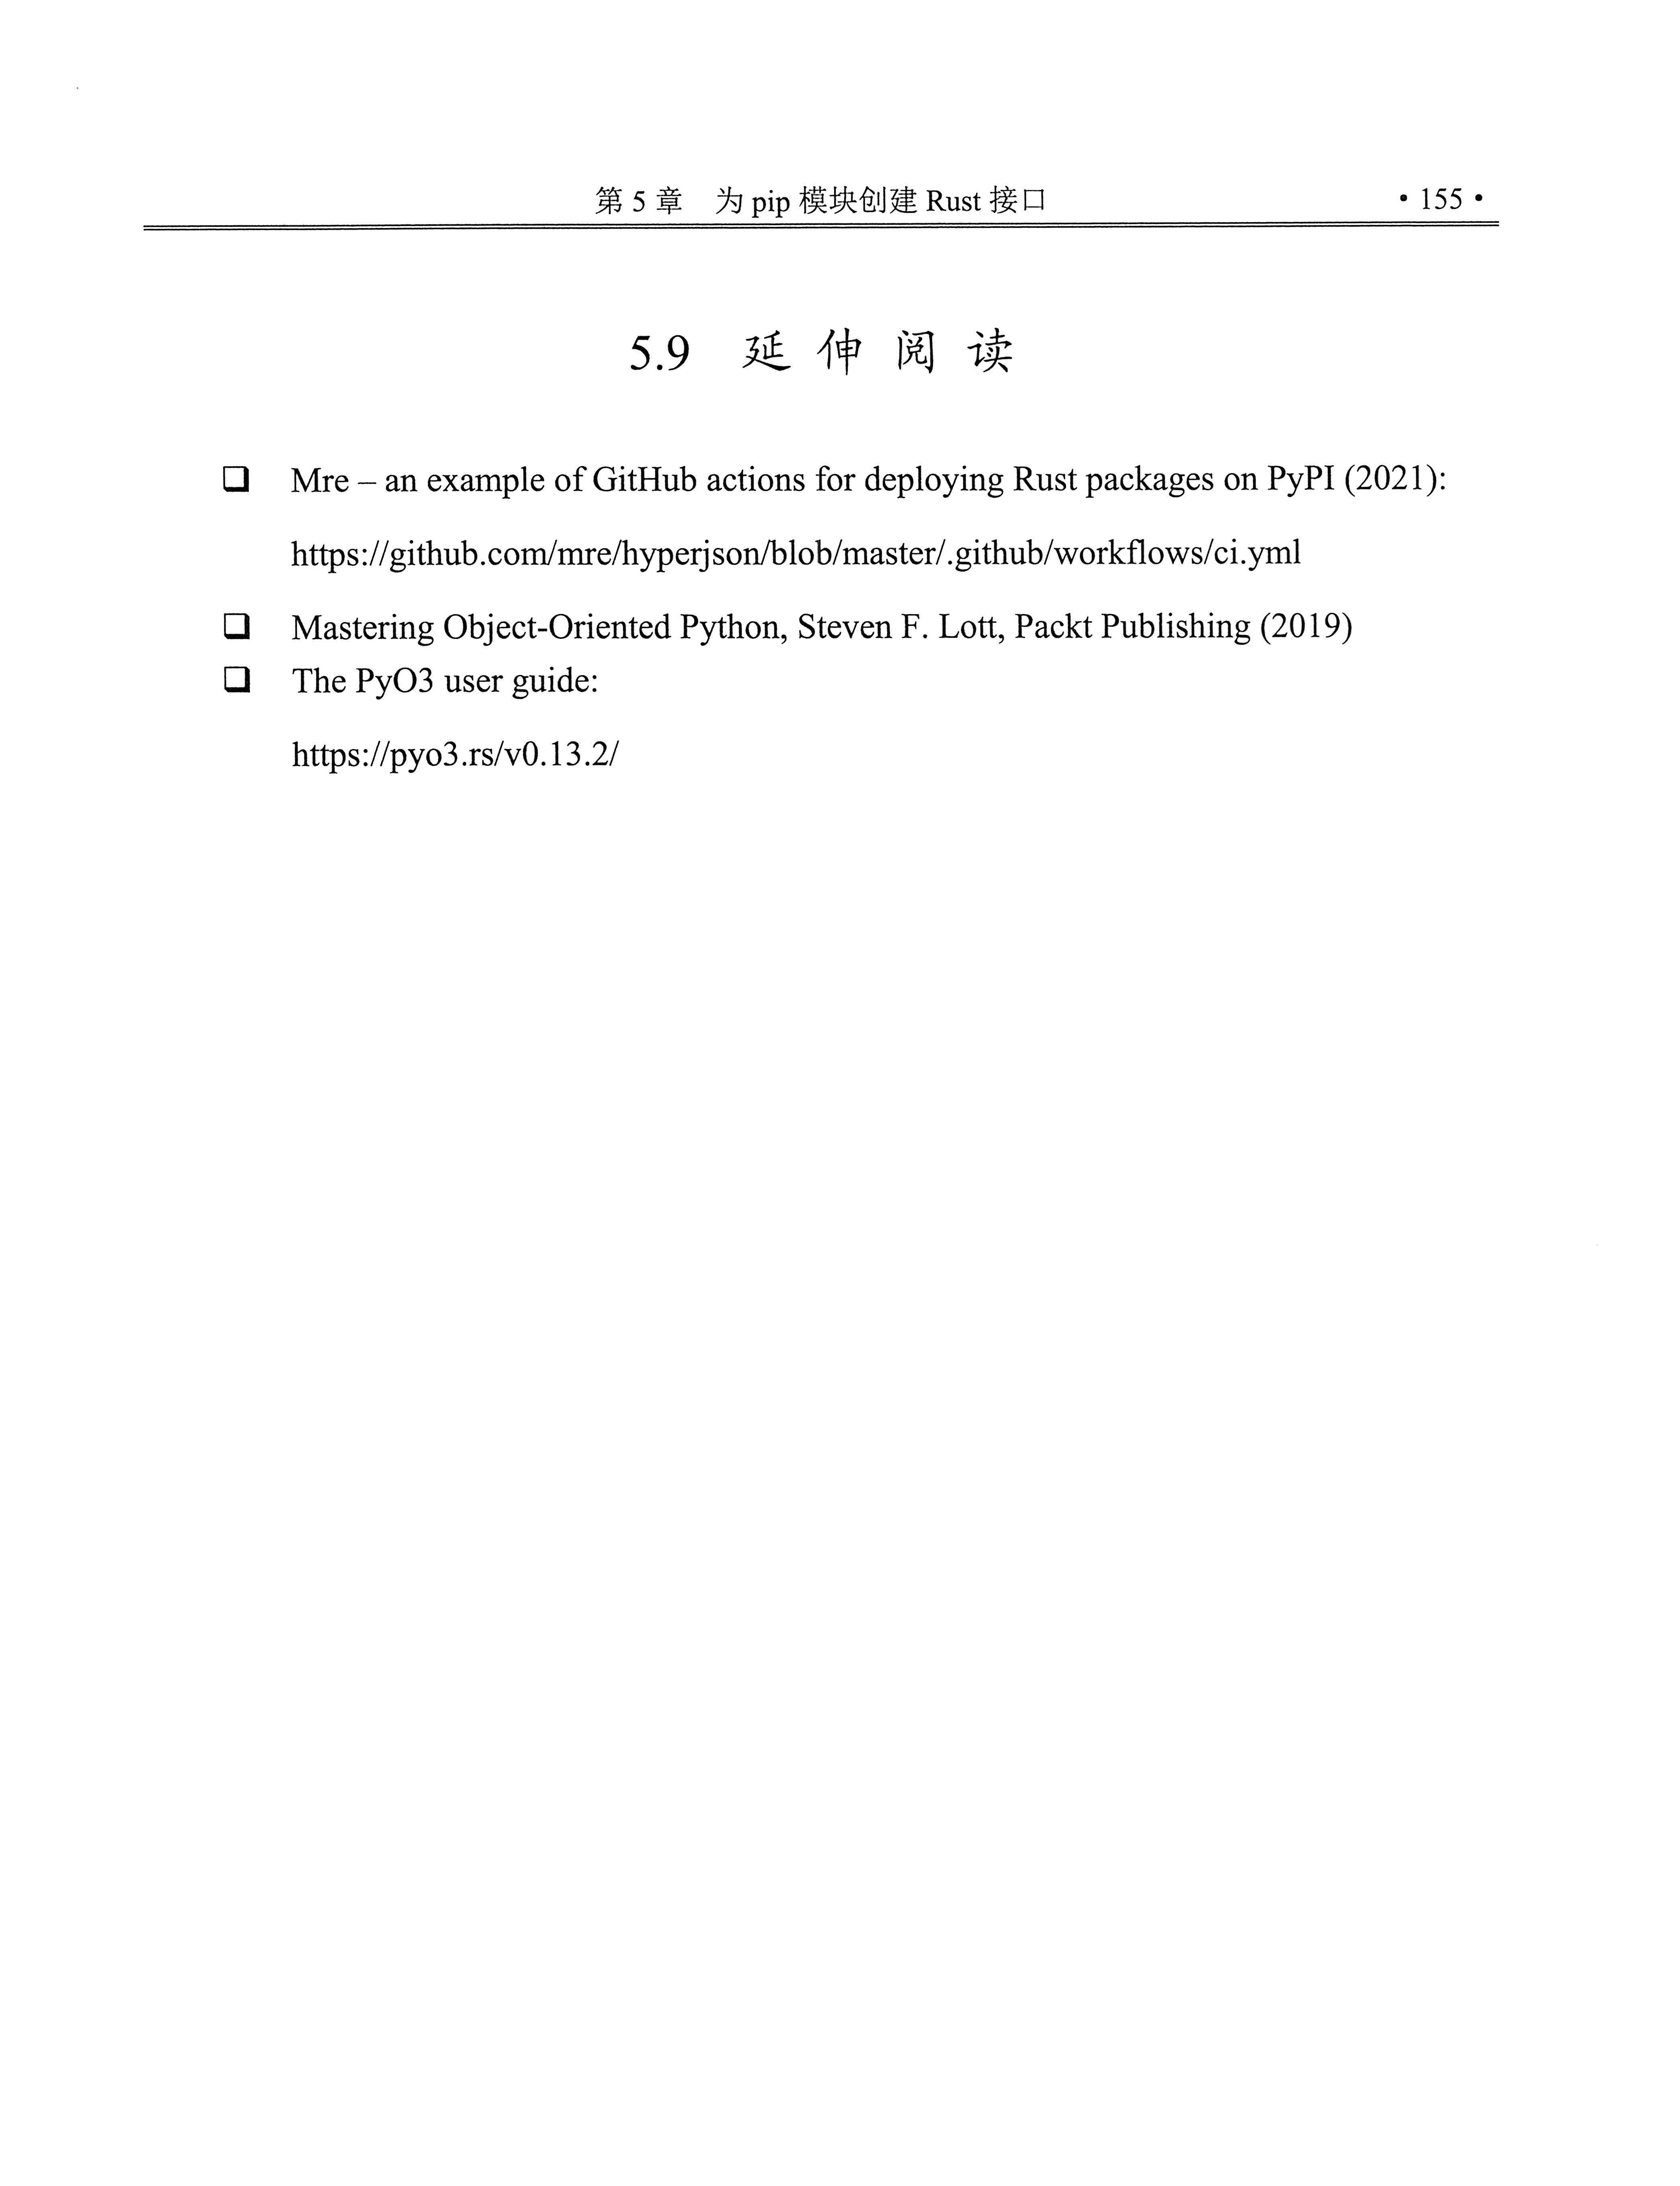 第 5 章 为 pip 模块创建 Rust 接口 • 155 •
5.9 延伸阅读
❏ Mre – an example of GitHub actions for deploying Rust packages on PyPI (2021):
https://github.com/mre/hyperjson/blob/master/.github/workflows/ci.yml
❏ Mastering Object-Oriented Python, Steven F. Lott, Packt Publishing (2019)
❏ The PyO3 user guide:
https://pyo3.rs/v0.13.2/